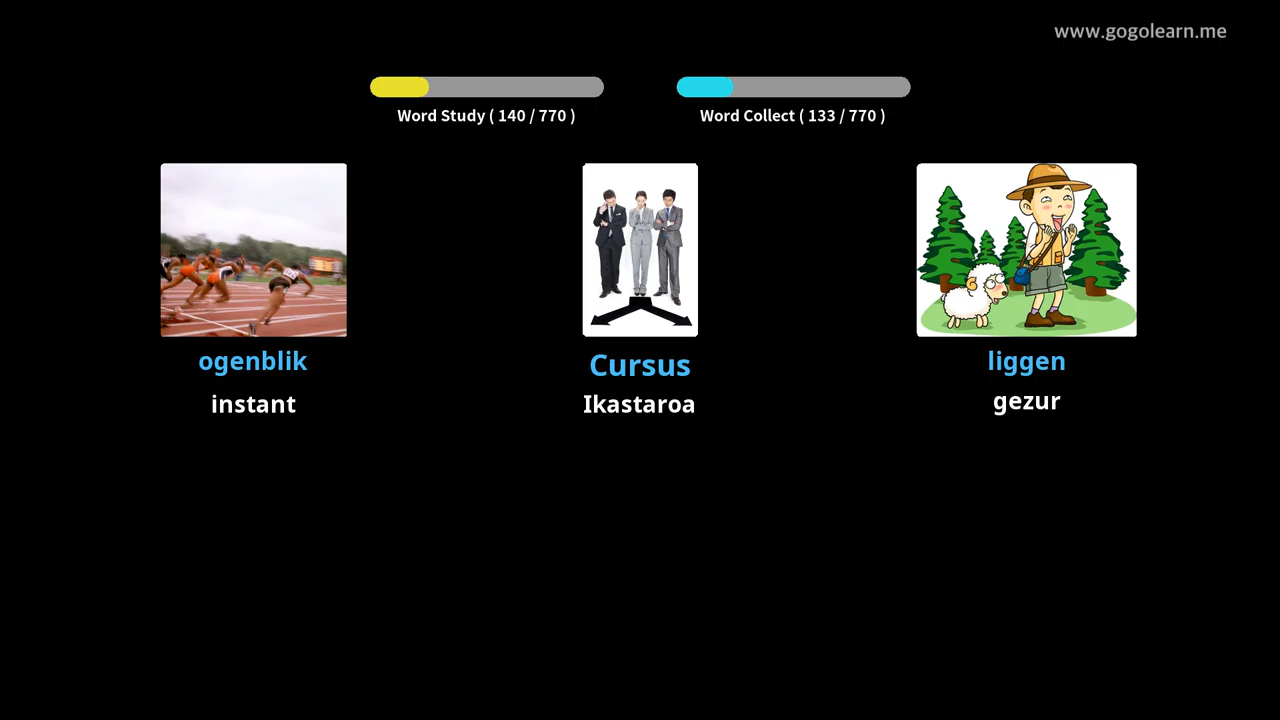 www.gogolearn.me
Word Study ( 140 / 770 )
Word Collect ( 133 / 770 )
ogenblik
Cursus
liggen
instant
Ikastaroa
gezur